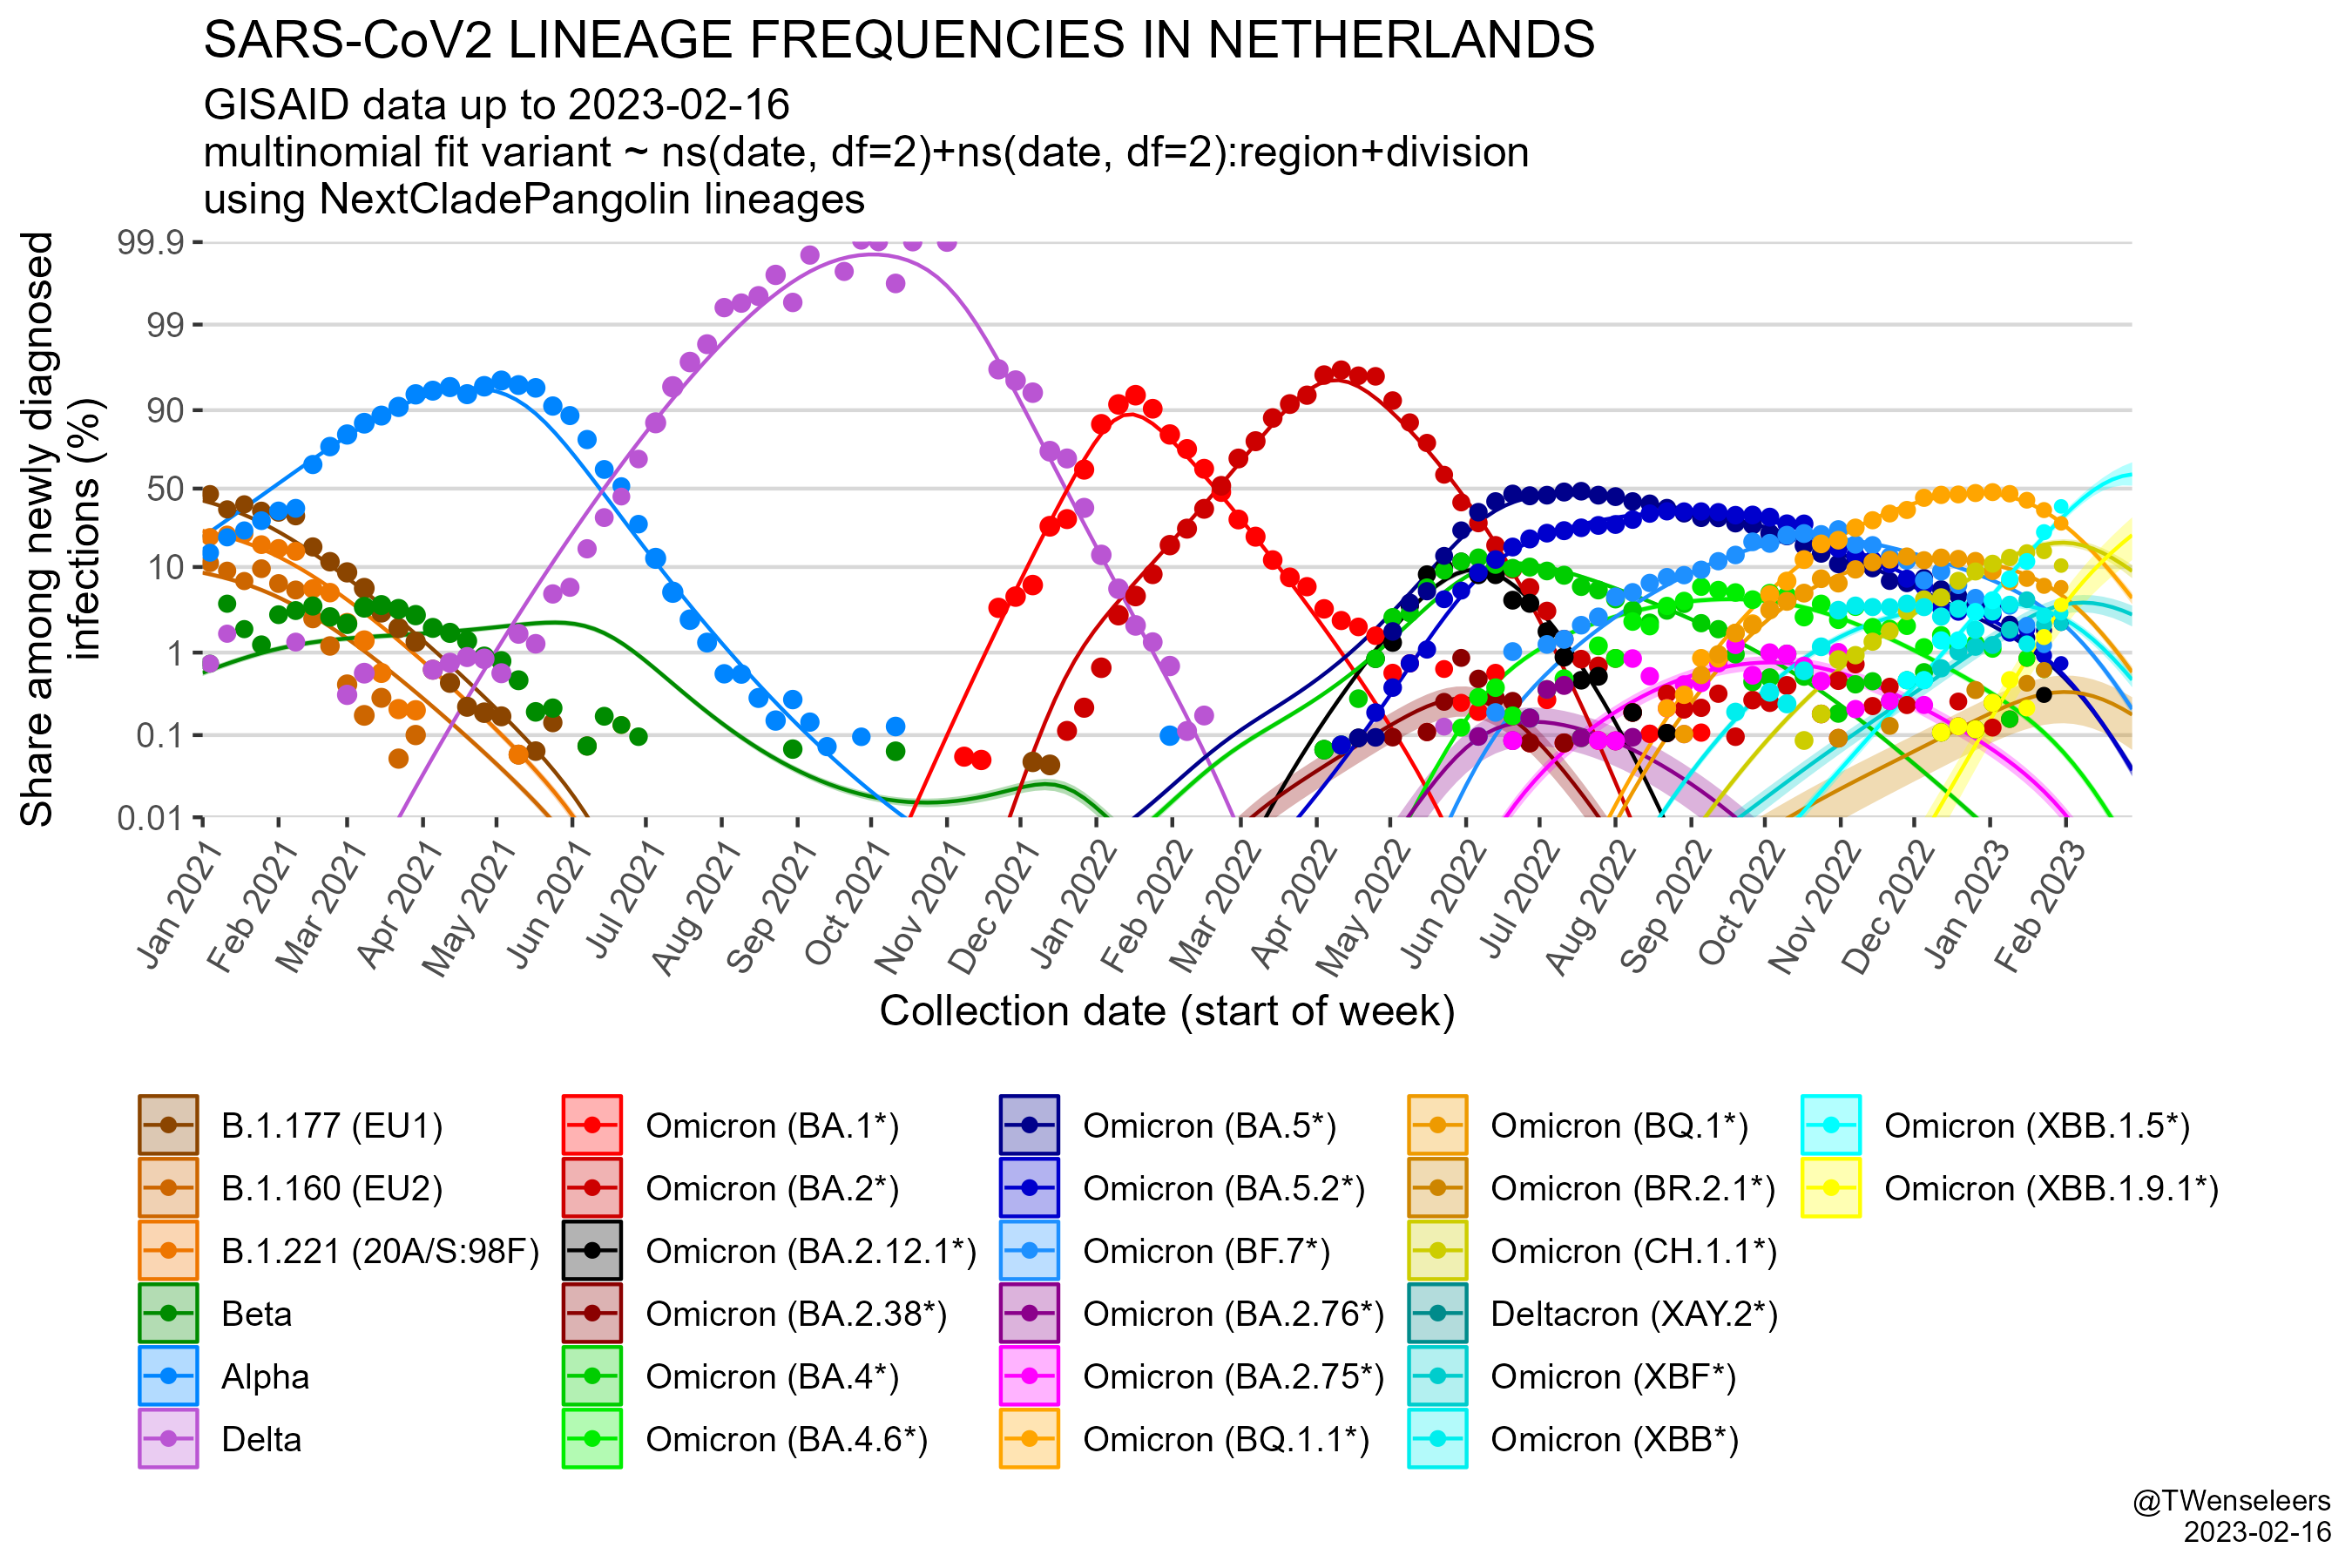 SARS-CoV2 LINEAGE FREQUENCIES IN NETHERLANDS
GISAID data up to 2023-02-16
multinomial fit variant ~ ns(date, df=2)+ns(date, df=2):region+division
using NextCladePangolin lineages
Share among newly diagnosed
infections (%)
99.9
99
90
50
10
1
0.1
0.01
Jan 2021
Feb 2021
Mar 2021
Apr 2021
May 2021
Jun 2021
Jul 2021
Aug 2021
Sep 2021
Oct 2021
Nov 2021
Dec 2021
Jan 2022
Feb 2022
Mar 2022
Apr 2022
May 2022
Jun 2022
Jul 2022
Aug 2022
Sep 2022
Oct 2022
Nov 2022
Dec 2022
Jan 2023
Feb 2023
Collection date (start of week)
B.1.177 (EU1)
B.1.160 (EU2)
B.1.221 (20A/S:98F)
Beta
Alpha
Delta
Omicron (BA.1*)
Omicron (BA.2*)
Omicron (BA.2.12.1*)
Omicron (BA.2.38*)
Omicron (BA.4*)
Omicron (BA.4.6*)
Omicron (BA.5*)
Omicron (BA.5.2*)
Omicron (BF.7*)
Omicron (BA.2.76*)
Omicron (BA.2.75*)
Omicron (BQ.1.1*)
Omicron (BQ.1*)
Omicron (BR.2.1*)
Omicron (CH.1.1*)
Deltacron (XAY.2*)
Omicron (XBF*)
Omicron (XBB*)
Omicron (XBB.1.5*)
Omicron (XBB.1.9.1*)
@TWenseleers
2023-02-16